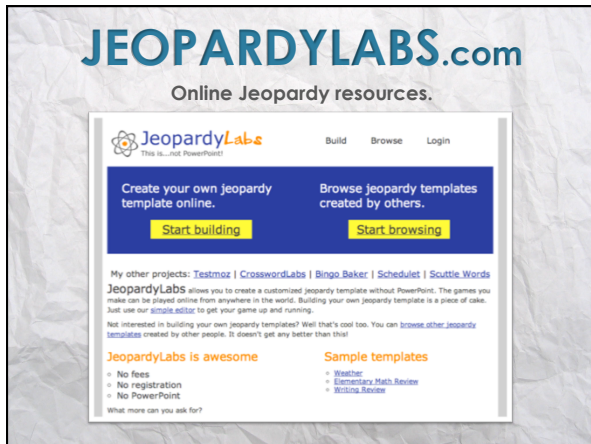 JEOPARDYLABS.com
Online Jeopardy resources.
JeopardyLabs
This is....not PowerPoint!
Build Browse Login
Create your own jeopardy
template online.
Start building
Browse jeopardy templates
created by others.
Start browsing
My other projects: Testmoz | CrosswordLabs | Bingo Baker | Schedulet | Scuttle Words
JeopardyLabs allows you to create a customized jeopardy template without PowerPoint. The games you
make can be played online from anywhere in the world. Building your own jeopardy template is a piece of cake.
Just use our simple editor to get your game up and running.
Not interested in building your own jeopardy templates? Well that's cool too. You can browse other jeopardy
templates created by other people. It doesn't get any better than this!
JeopardyLabs is awesome
No fees
No registration
No PowerPoint
What more can you ask for?
Sample templates
Weather
Elementary Math Review
Writing Review